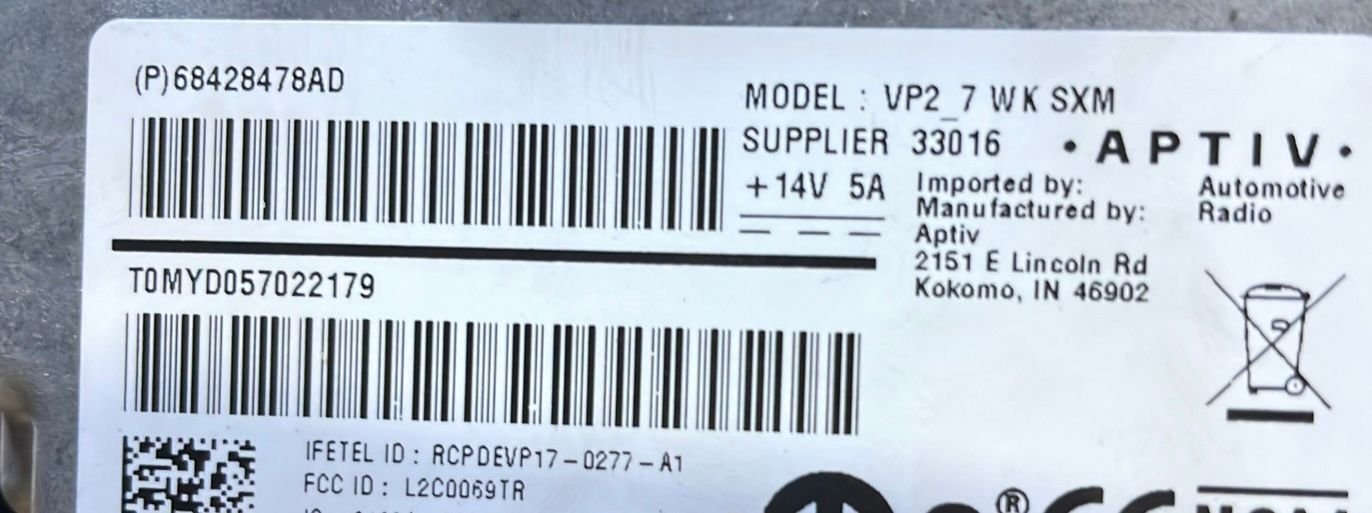 (P)68428478AD
MODEL : VP2_7 WK SXM
SUPPLIER 33016
· APTIV ·
+14V 5A
Imported by:
Manufactured by:
Aptiv
2151 E Lincoln Rd
Kokomo, IN 46902
Automotive
Radio
T0MYD057022179
IFETEL ID : RCPDEVP17-0277-A1
FCC ID : L2C0069TR
®